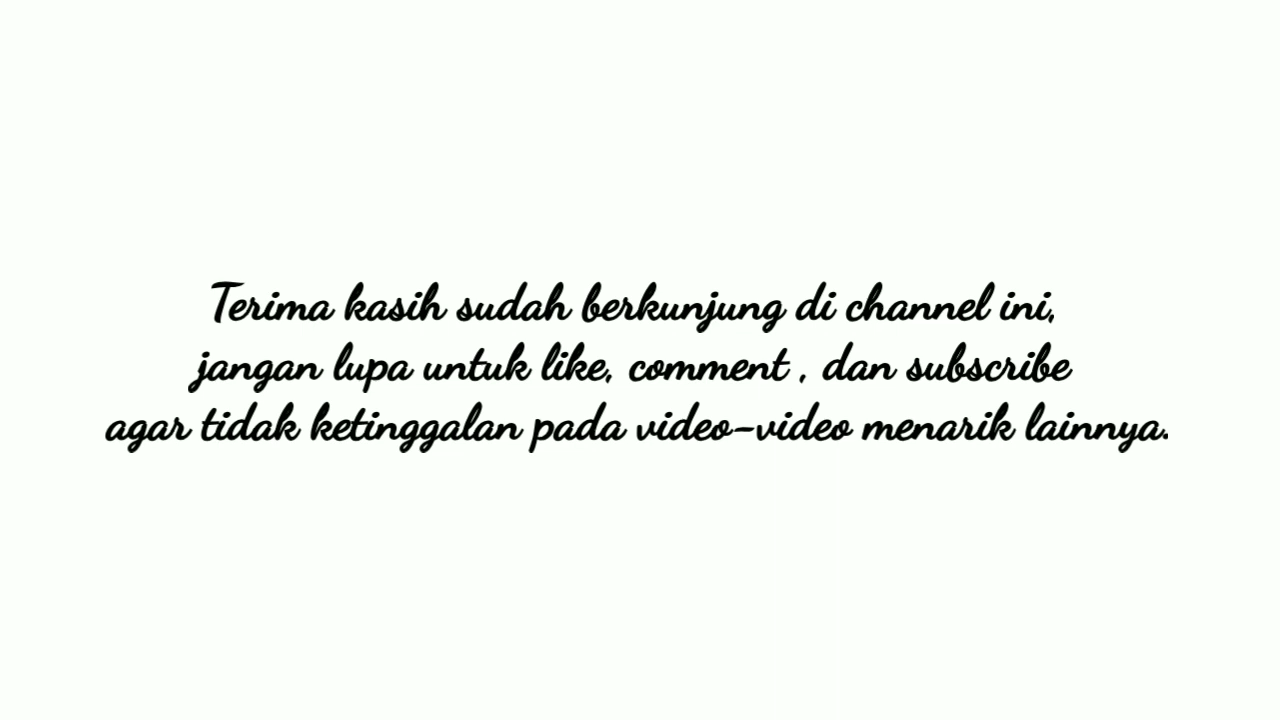 Terima kasih sudah berkunjung di channel ini,
jangan lupa untuk like, comment , dan subscribe
agar tidak ketinggalan pada video-video menarik lainnya.